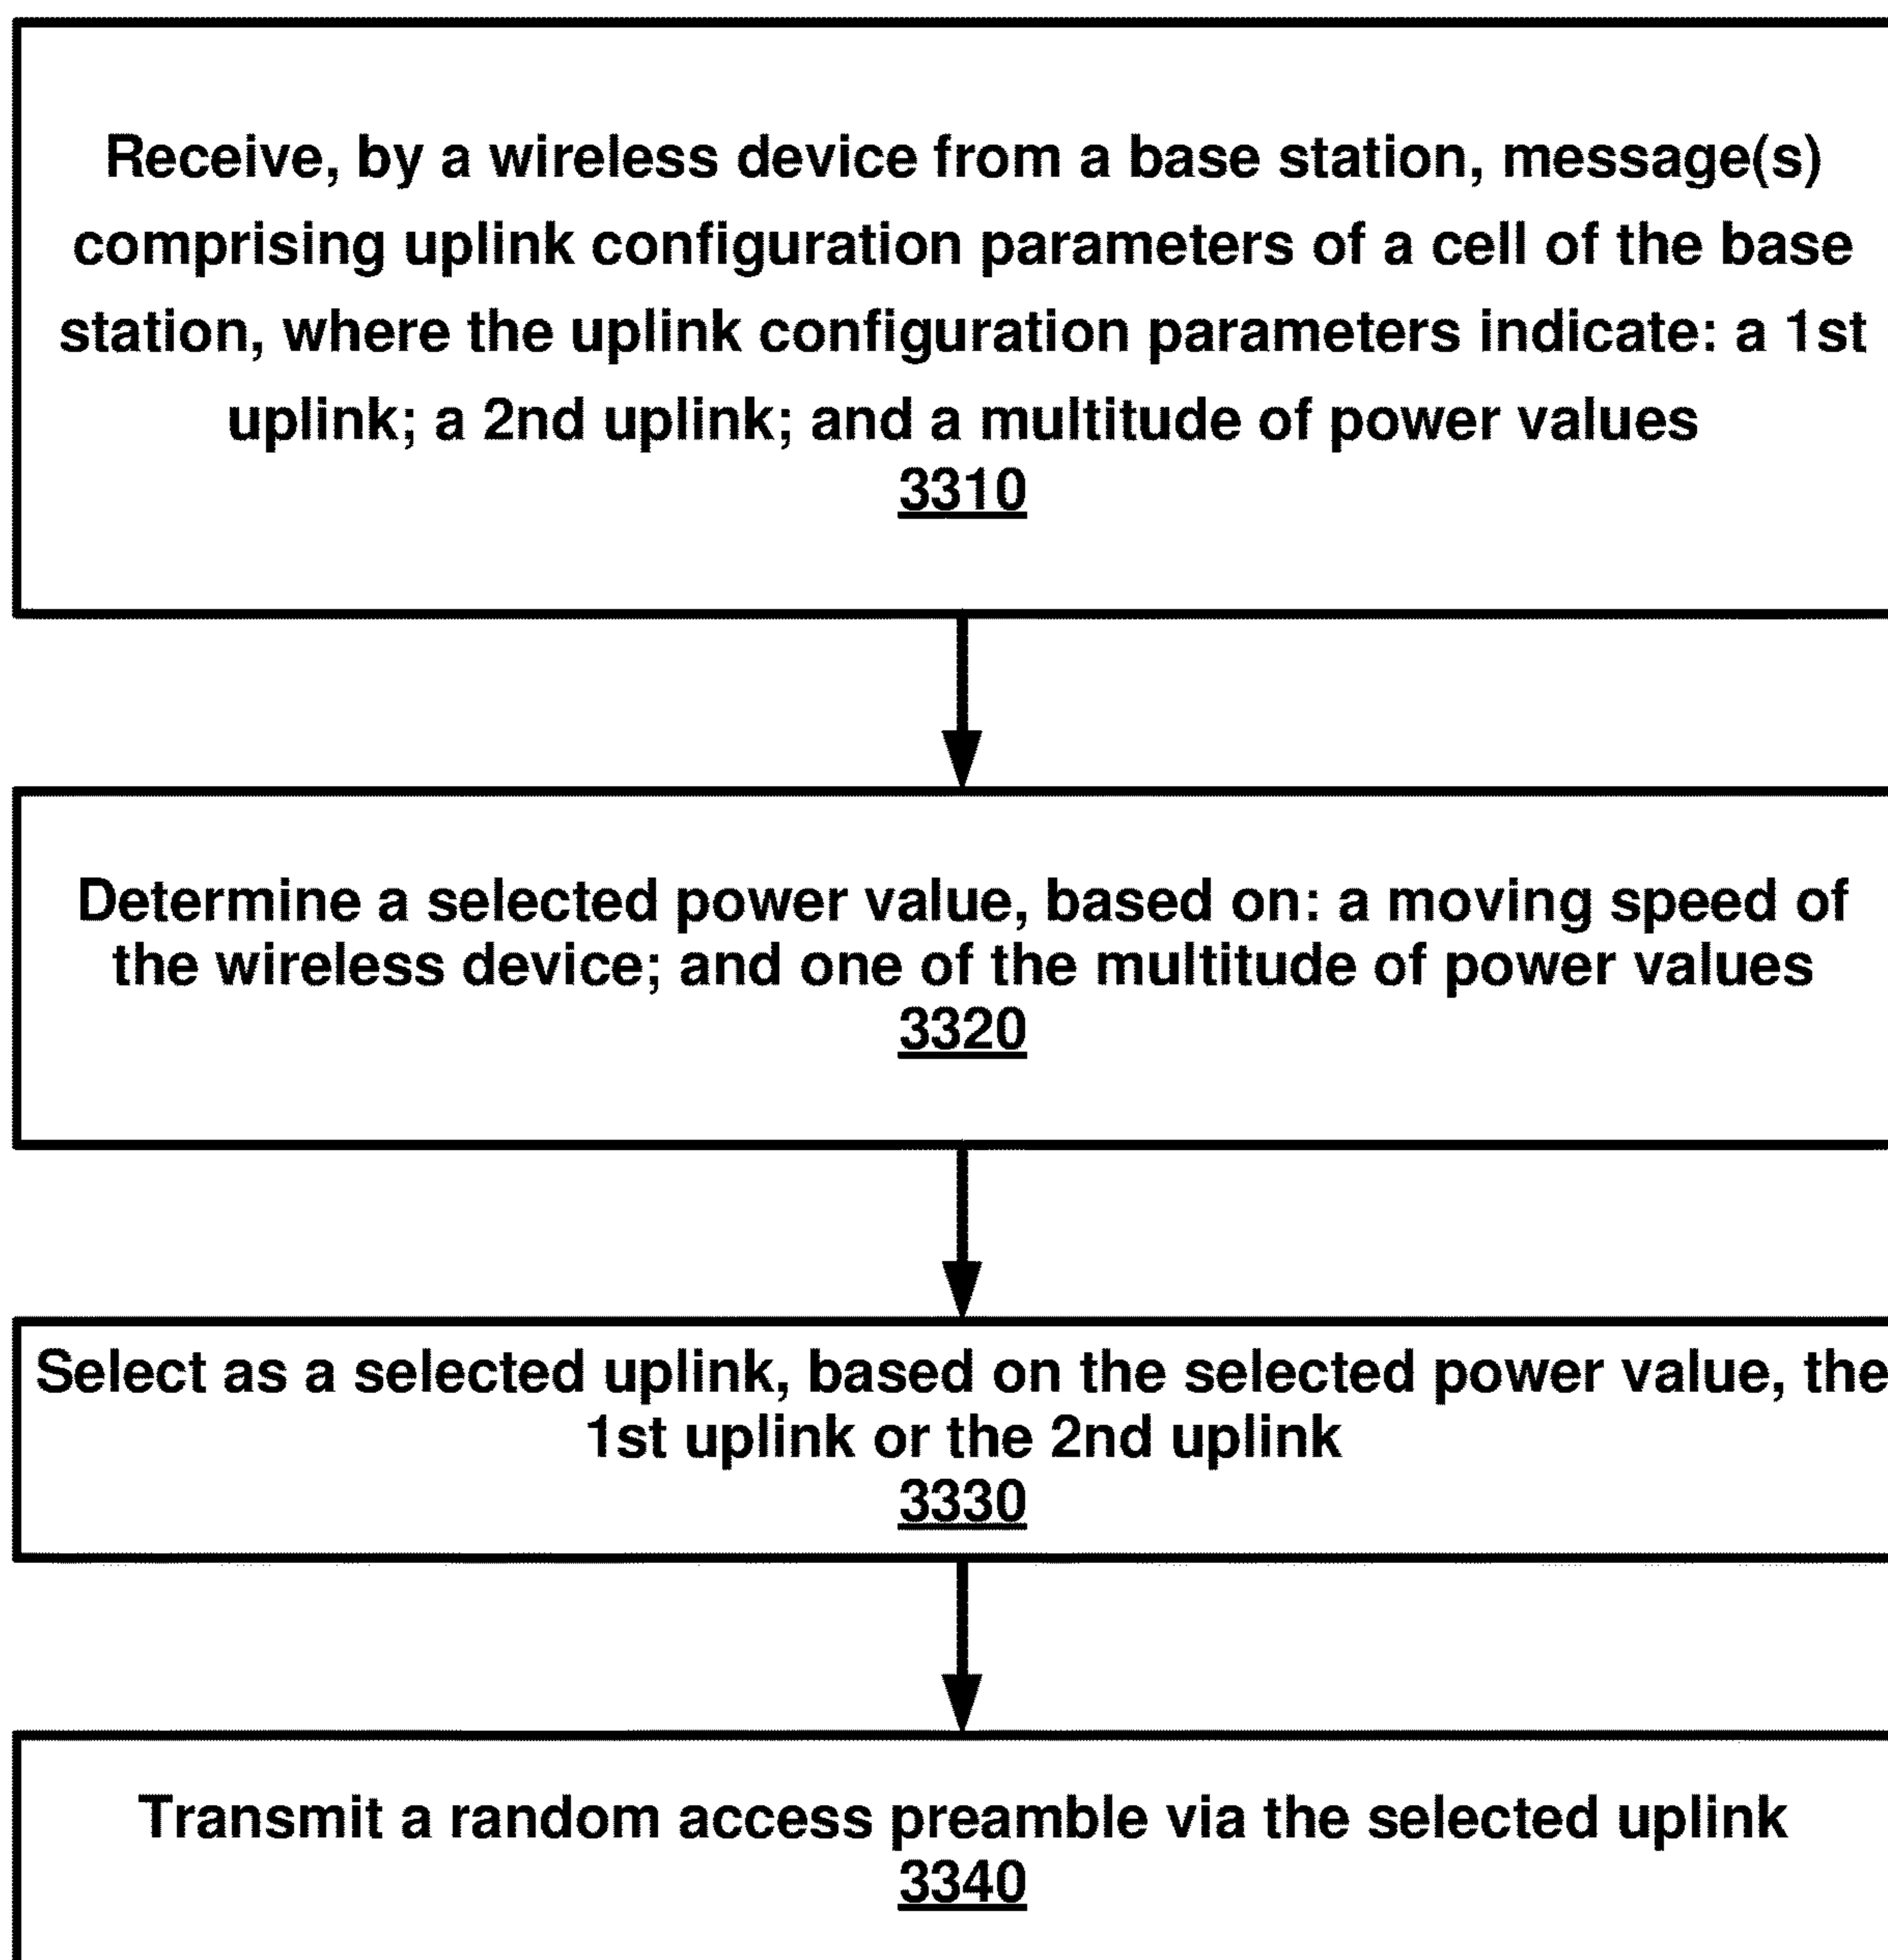 Receive, by a wireless device from a base station, message(s)
comprising uplink configuration parameters of a cell of the base
station, where the uplink configuration parameters indicate: a 1st
uplink; a 2nd uplink; and a multitude of power values
3310
Determine a selected power value, based on: a moving speed of
the wireless device; and one of the multitude of power values
3320
Select as a selected uplink, based on the selected power value, the
1st uplink or the 2nd uplink
3330
Transmit a random access preamble via the selected uplink
3340